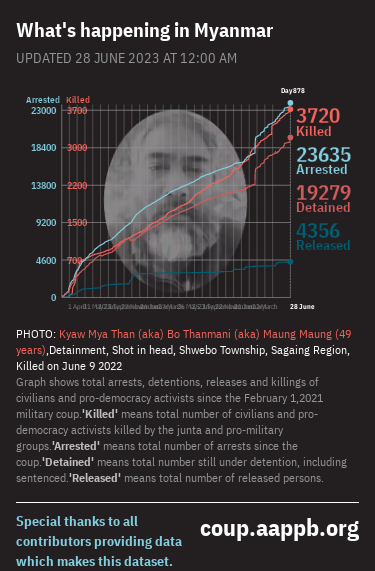 What's happening in Myanmar
UPDATED 28 JUNE 2023 AT 12:00 AM
Day878
Arrested Killed
23000 3700
18400 3000
13800 2200
9200 1500
4600 700
0
3720
Killed
23635
Arrested
19279
Detained
4356
Released
28 June
PHOTO: Kyaw Mya Than (aka) Bo Thanmani (aka) Maung Maung (49
years),Detainment, Shot in head, Shwebo Township, Sagaing Region,
Killed on June 9 2022
Graph shows total arrests, detentions, releases and killings of
civilians and pro-democracy activists since the February 1,2021
military coup.'Killed' means total number of civilians and pro-
democracy activists killed by the junta and pro-military
groups.'Arrested' means total number of arrests since the
coup.'Detained' means total number still under detention, including
sentenced.'Released' means total number of released persons.
Special thanks to all
contributors providing data
which makes this dataset.
coup.aappb.org